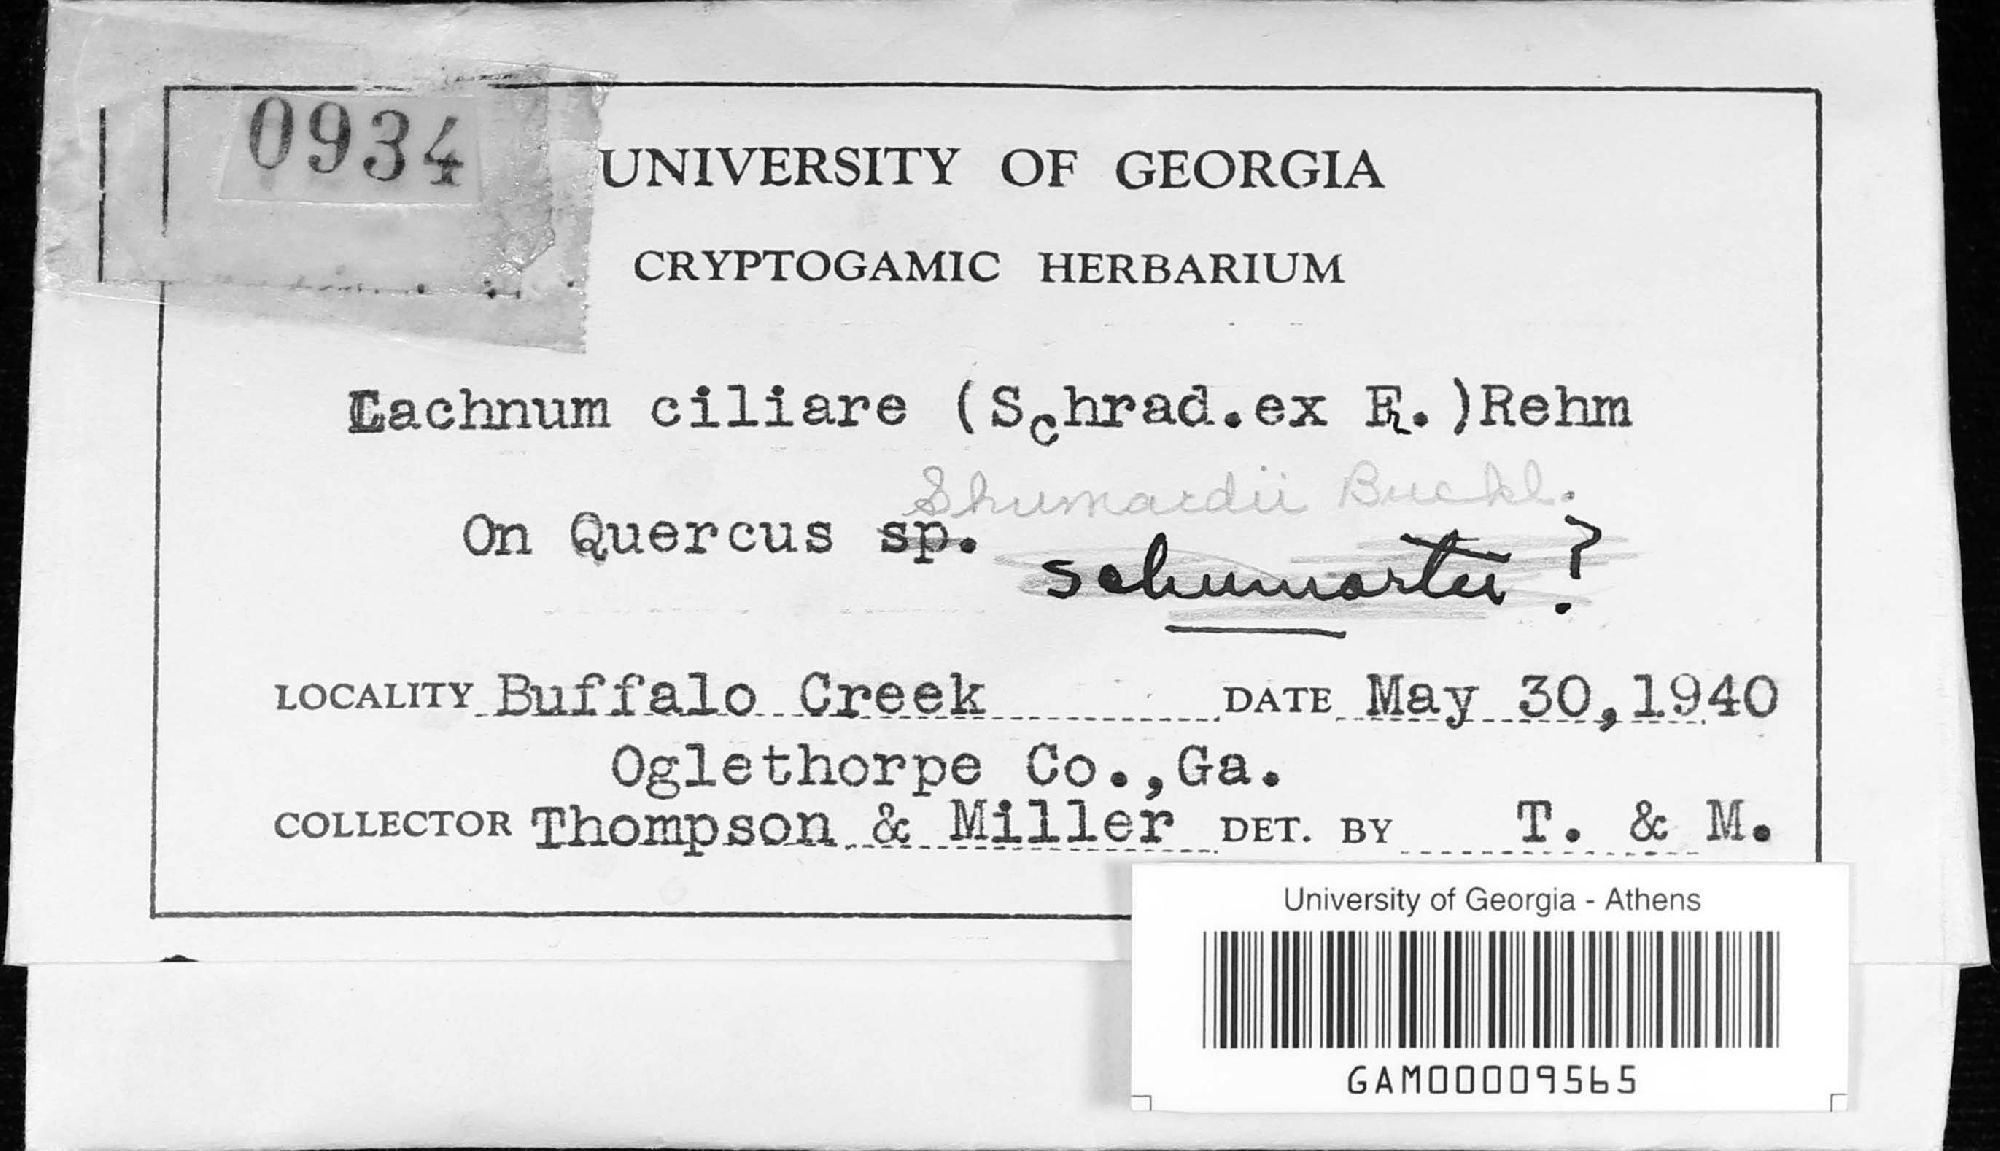 0934
UNIVERSITY OF GEORGIA
CRYPTOGAMIC HERBARIUM
Lachnum ciliare (Schrad.ex Fr.)Rehm
Shumardii Buckl.
On Quercus sp.
schumartii?
LOCALITY Buffalo Creek DATE May 30,1940
Oglethorpe Co.,Ga.
COLLECTOR Thompson & Miller DET. BY T. & M.
University of Georgia - Athens
GAM00009565